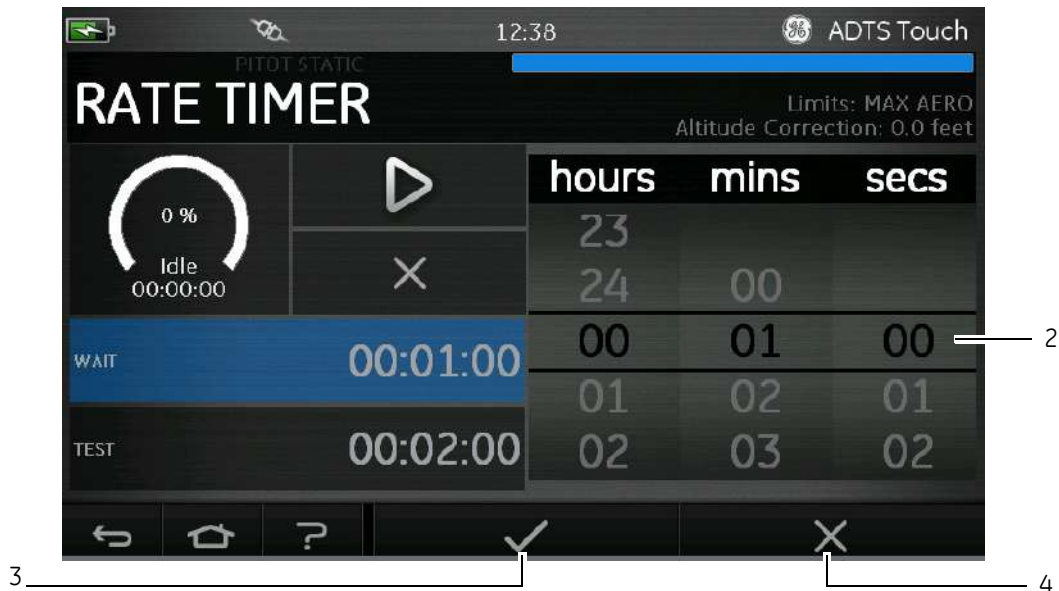 12:38 GE ADTS Touch
PITOT STATIC
RATE TIMER
Limits: MAX AERO
Altitude Correction: 0.0 feet
hours mins secs
0 %
Idle
00:00:00
23
24 00
00 01 00
01 02 01
02 03 02
WAIT 00:01:00
TEST 00:02:00
?
2
3
4